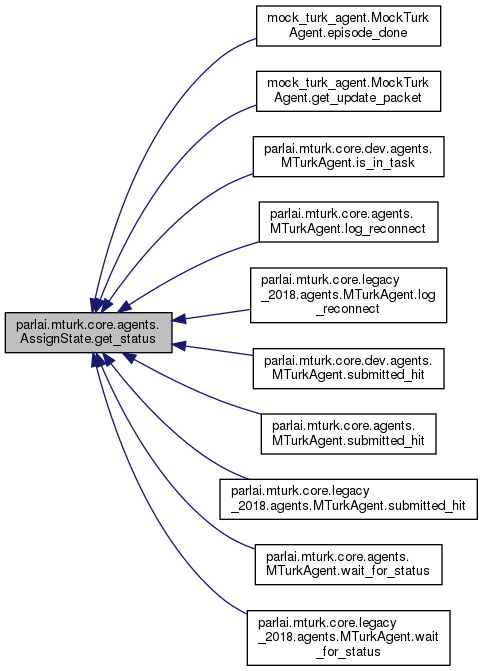 mock_turk_agent.MockTurk
Agent.episode_done
mock_turk_agent.MockTurk
Agent.get_update_packet
parlai.mturk.core.dev.agents.
MTurkAgent.is_in_task
parlai.mturk.core.agents.
MTurkAgent.log_reconnect
parlai.mturk.core.legacy
_2018.agents.MTurkAgent.log
_reconnect
parlai.mturk.core.agents.
AssignState.get_status
parlai.mturk.core.dev.agents.
MTurkAgent.submitted_hit
parlai.mturk.core.agents.
MTurkAgent.submitted_hit
parlai.mturk.core.legacy
_2018.agents.MTurkAgent.submitted_hit
parlai.mturk.core.agents.
MTurkAgent.wait_for_status
parlai.mturk.core.legacy
_2018.agents.MTurkAgent.wait
_for_status